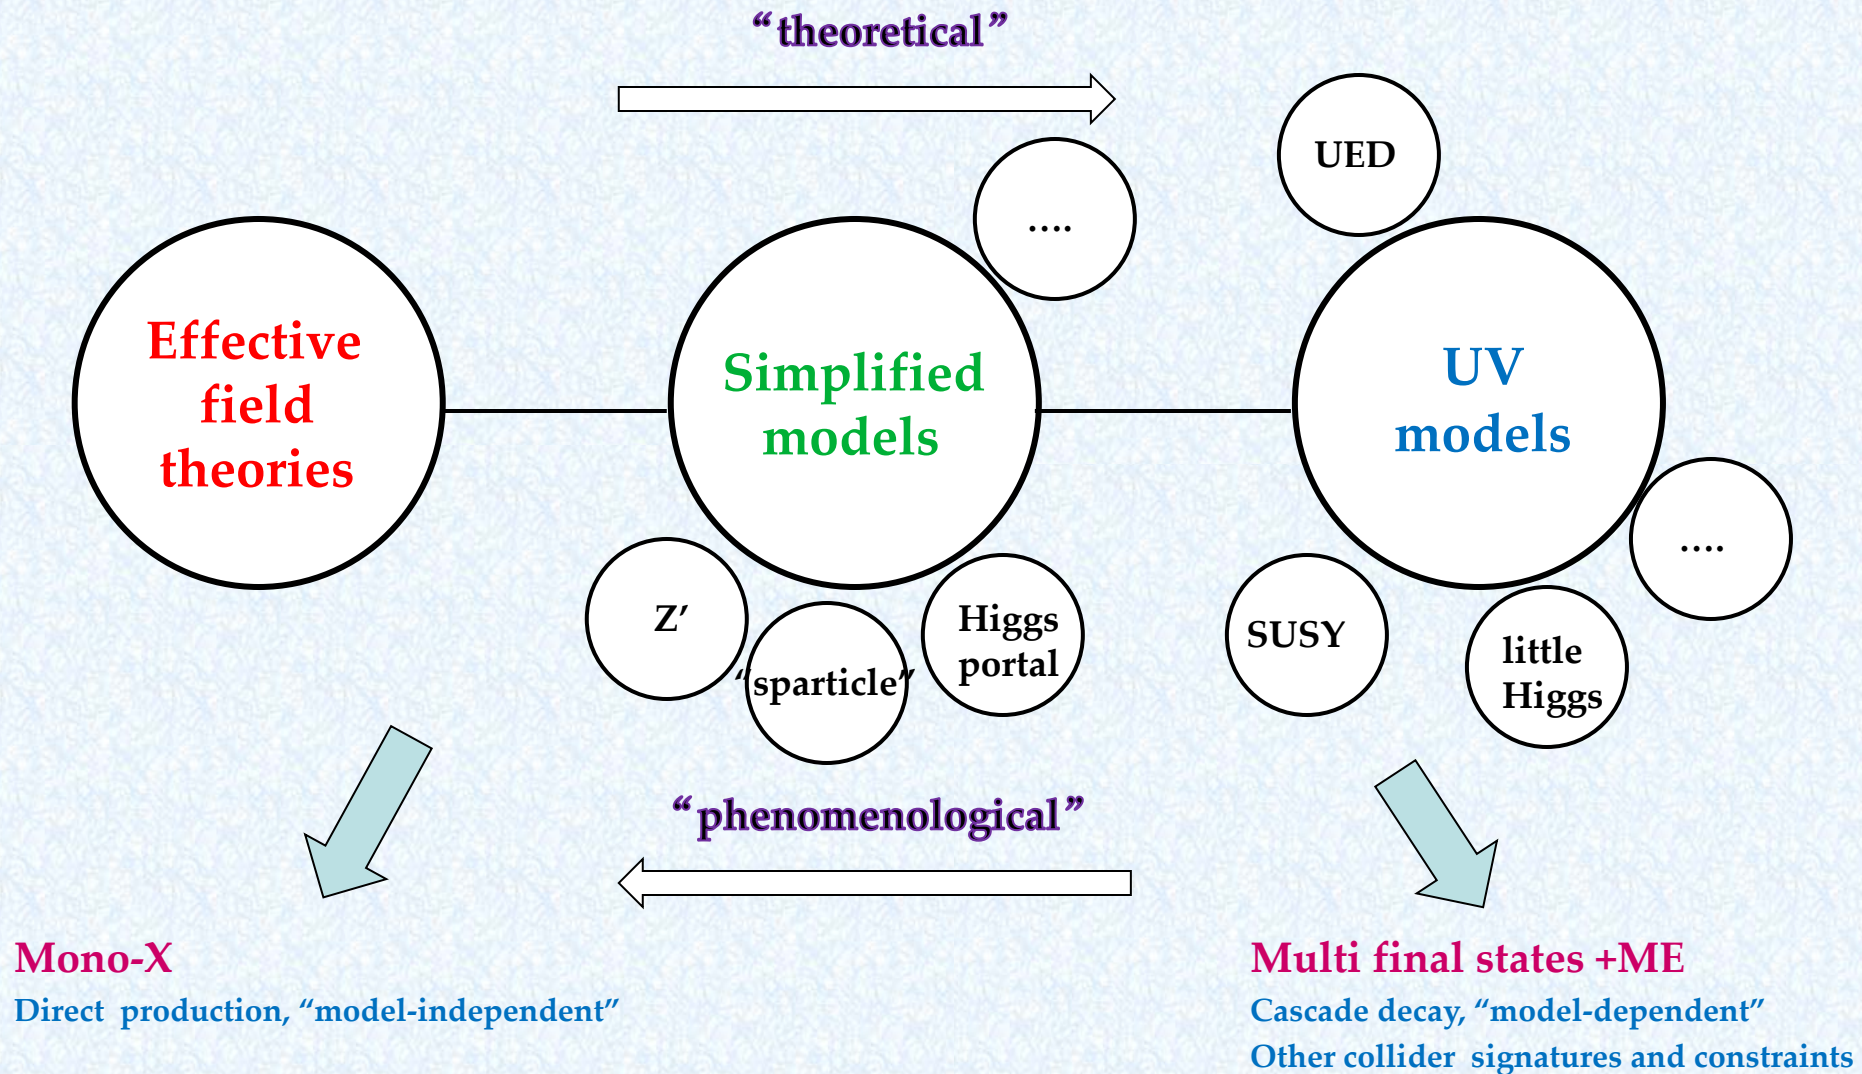 “theoretical”
UED
....
Effective
field
theories
Simplified
models
UV
models
....
Z’
“sparticle”
Higgs
portal
SUSY
little
Higgs
“phenomenological”
Mono-X
Direct production, “model-independent”
Multi final states +ME
Cascade decay, “model-dependent”
Other collider signatures and constraints